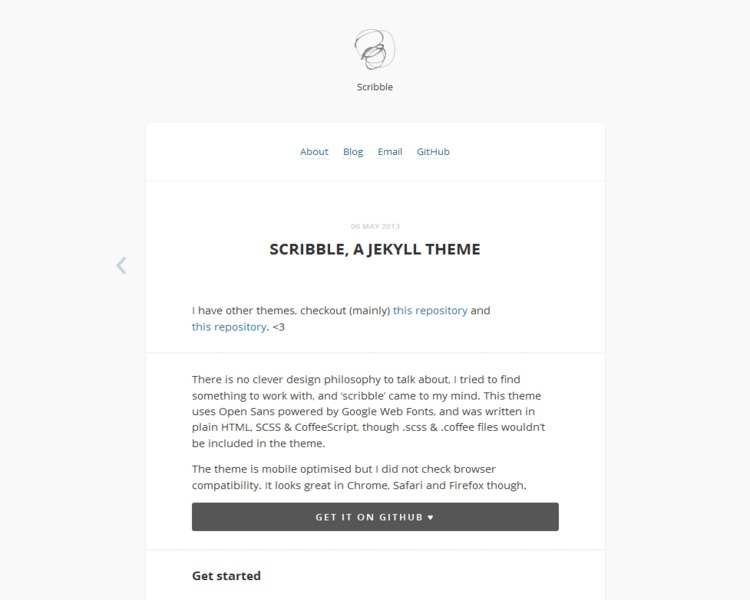 Scribble
About Blog Email GitHub
06 MAY 2013
SCRIBBLE, A JEKYLL THEME
I have other themes, checkout (mainly) this repository and
this repository. <3
There is no clever design philosophy to talk about, I tried to find
something to work with, and ‘scribble’ came to my mind. This theme
uses Open Sans powered by Google Web Fonts, and was written in
plain HTML, SCSS & CoffeeScript, though .scss & .coffee files wouldn’t
be included in the theme.
The theme is mobile optimised but I did not check browser
compatibility. It looks great in Chrome, Safari and Firefox though.
GET IT ON GITHUB ♥
Get started